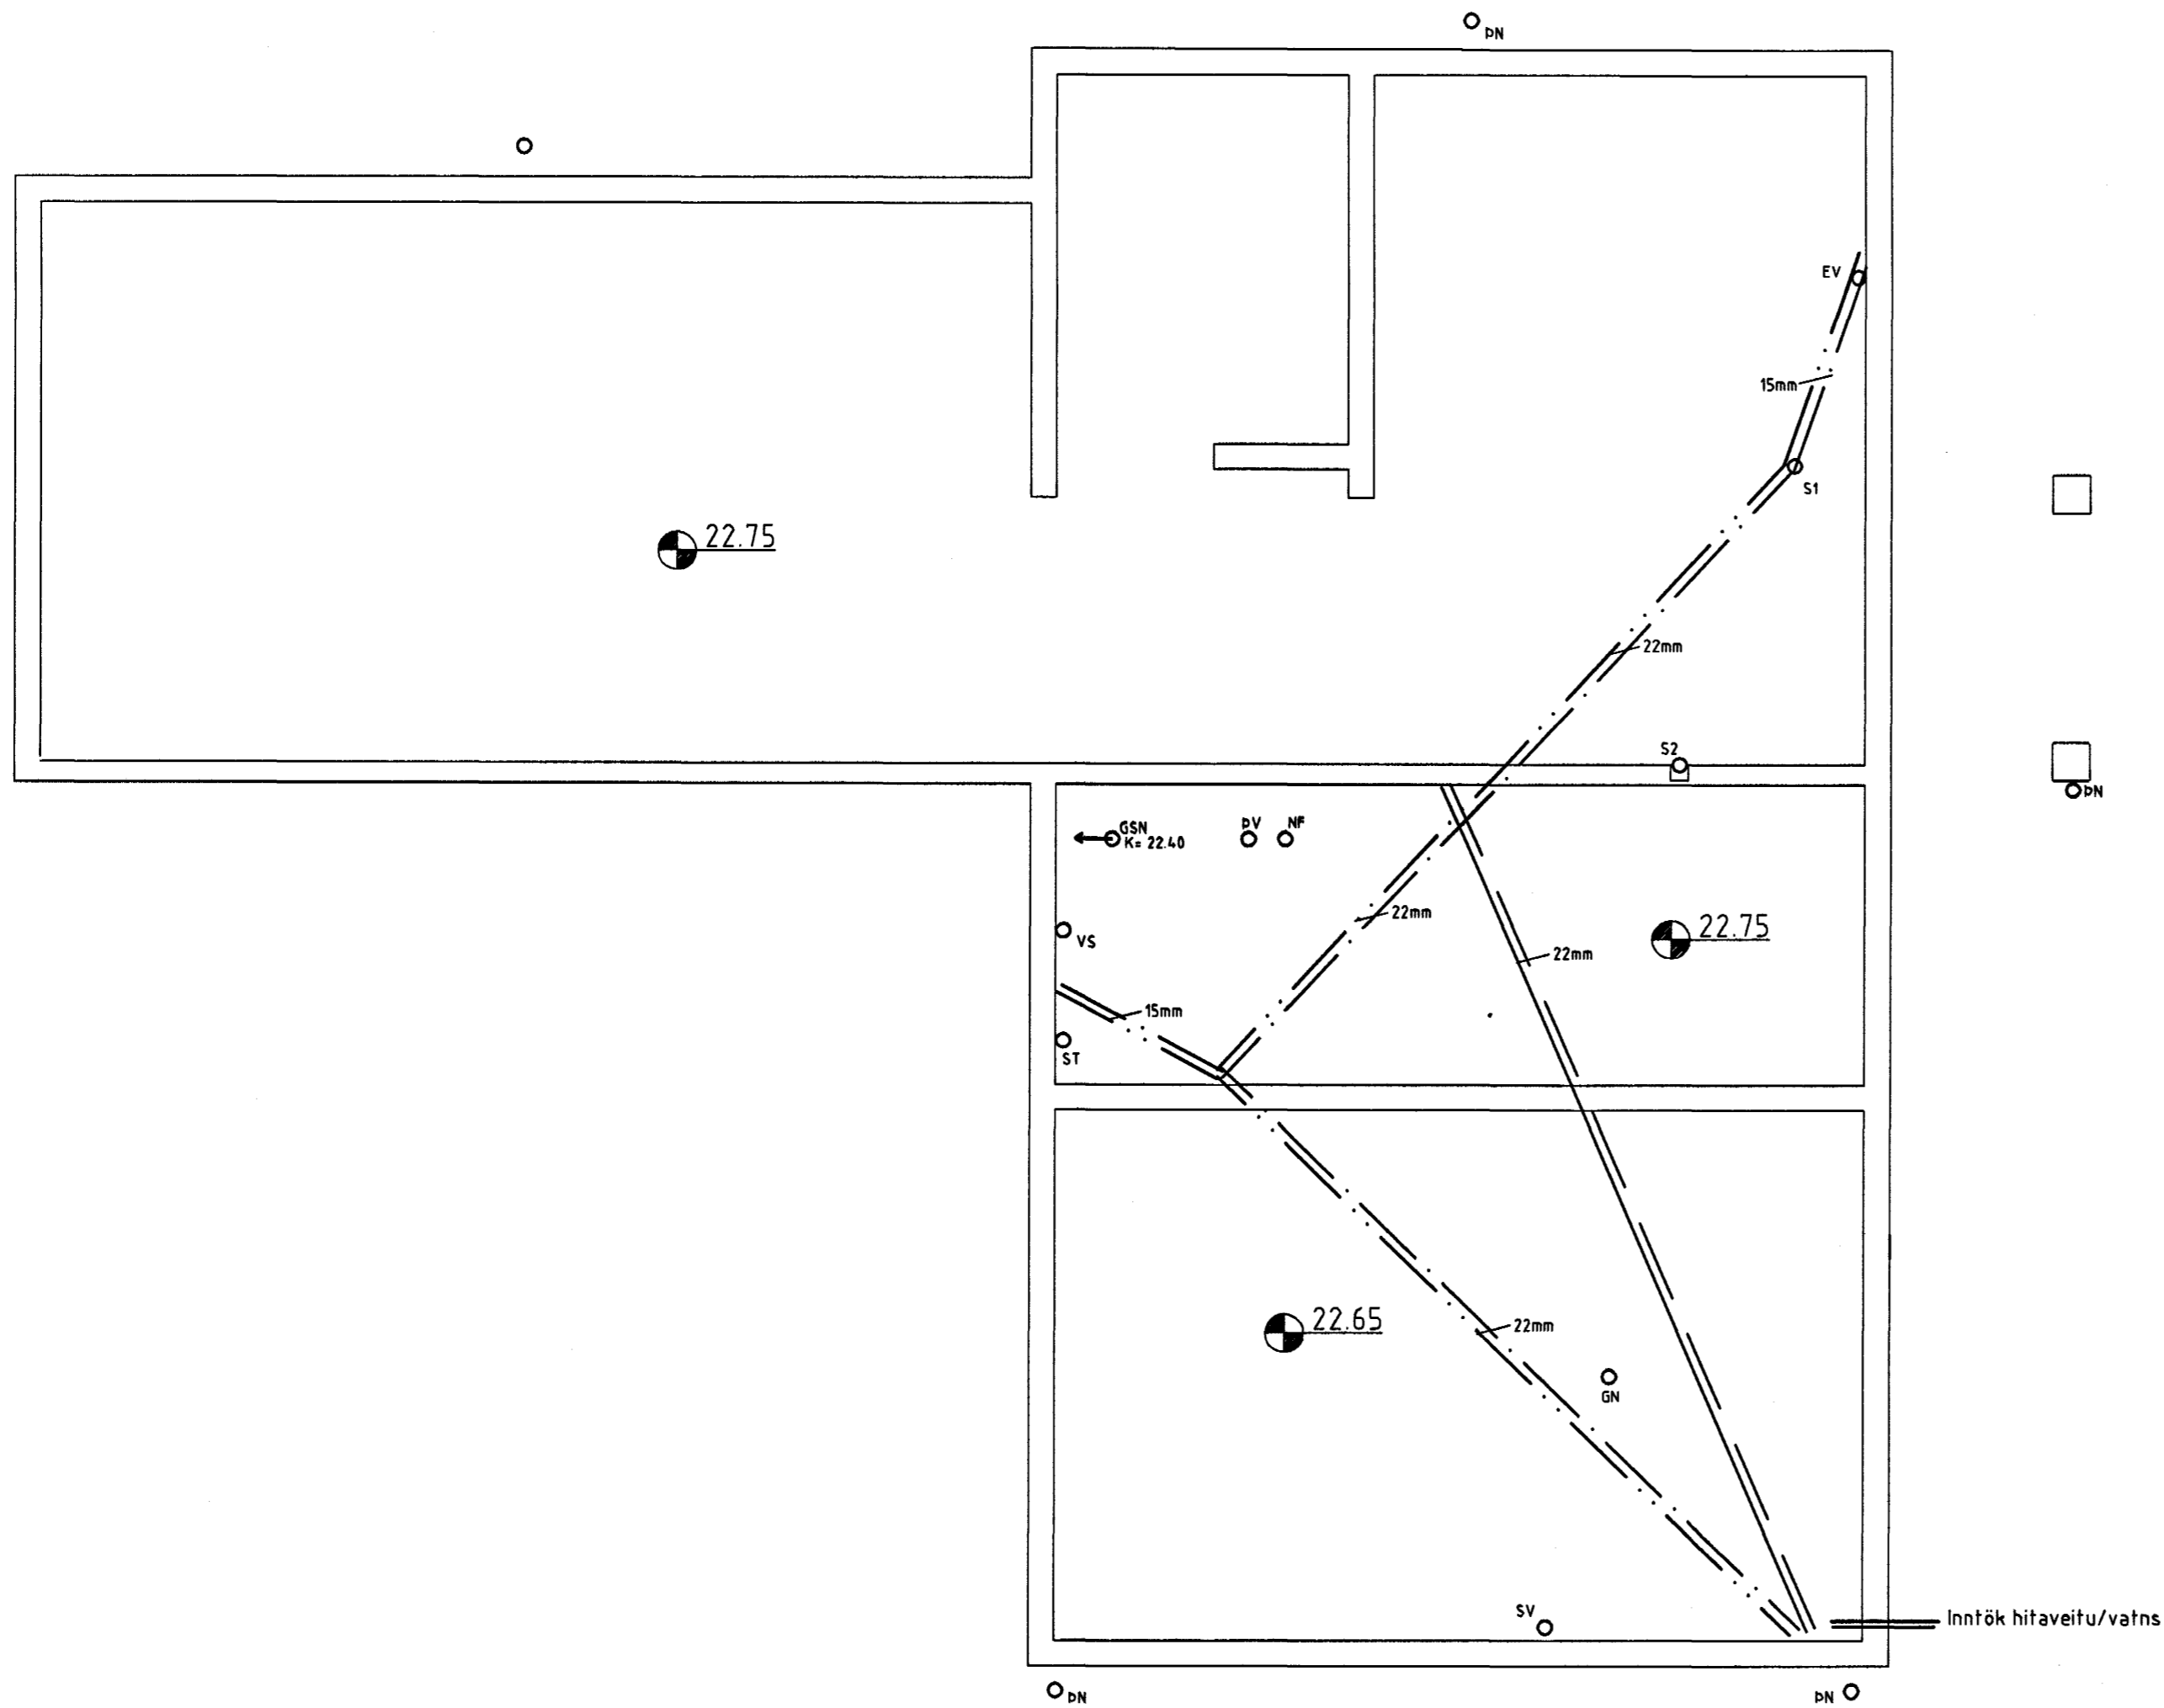 ÞN
EV
15mm
S1
22.75
22mm
S2
ÞN
GSN
K= 22.40
ÞV
NF
22mm
22.75
VS
22mm
15mm
ST
22.65
22mm
GN
SV
Inntök hitaveitu/vatns
ÞN
ÞN